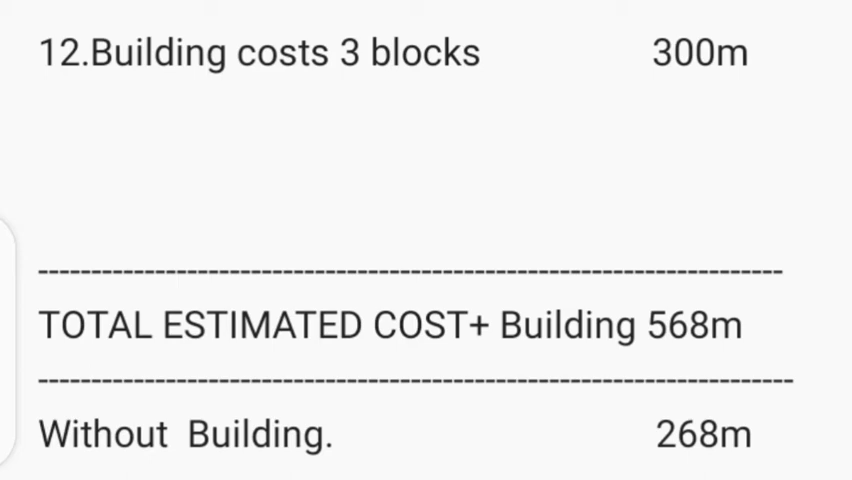 12.Building costs 3 blocks 300m
-----------------------------------------------------------------------
TOTAL ESTIMATED COST+ Building 568m
------------------------------------------------------------------------
Without  Building. 268m